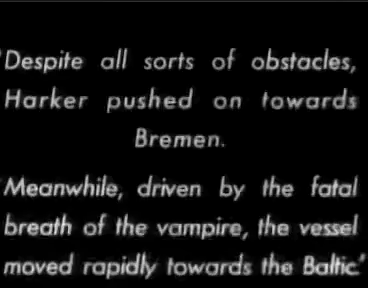 'Despite all sorts of obstacles,
Harker pushed on towards
Bremen.
'Meanwhile, driven by the fatal
breath of the vampire, the vessel
moved rapidly towards the Baltic.'